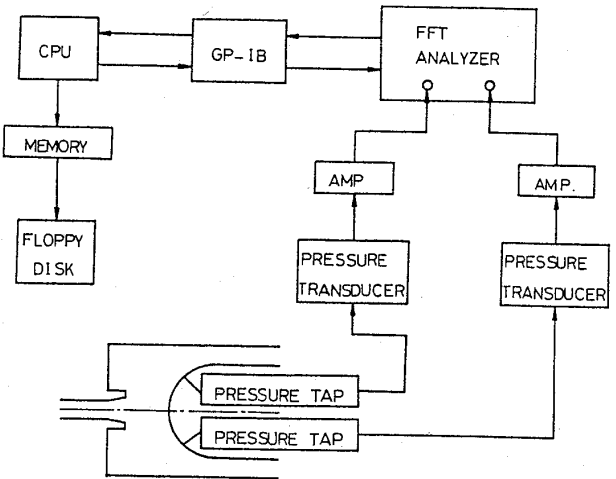 CPU
GP-IB
FFT
ANALYZER
MEMORY
AMP
AMP.
FLOPPY
DISK
PRESSURE
TRANSDUCER
PRESSURE
TRANSDUCER
PRESSURE TAP
PRESSURE TAP